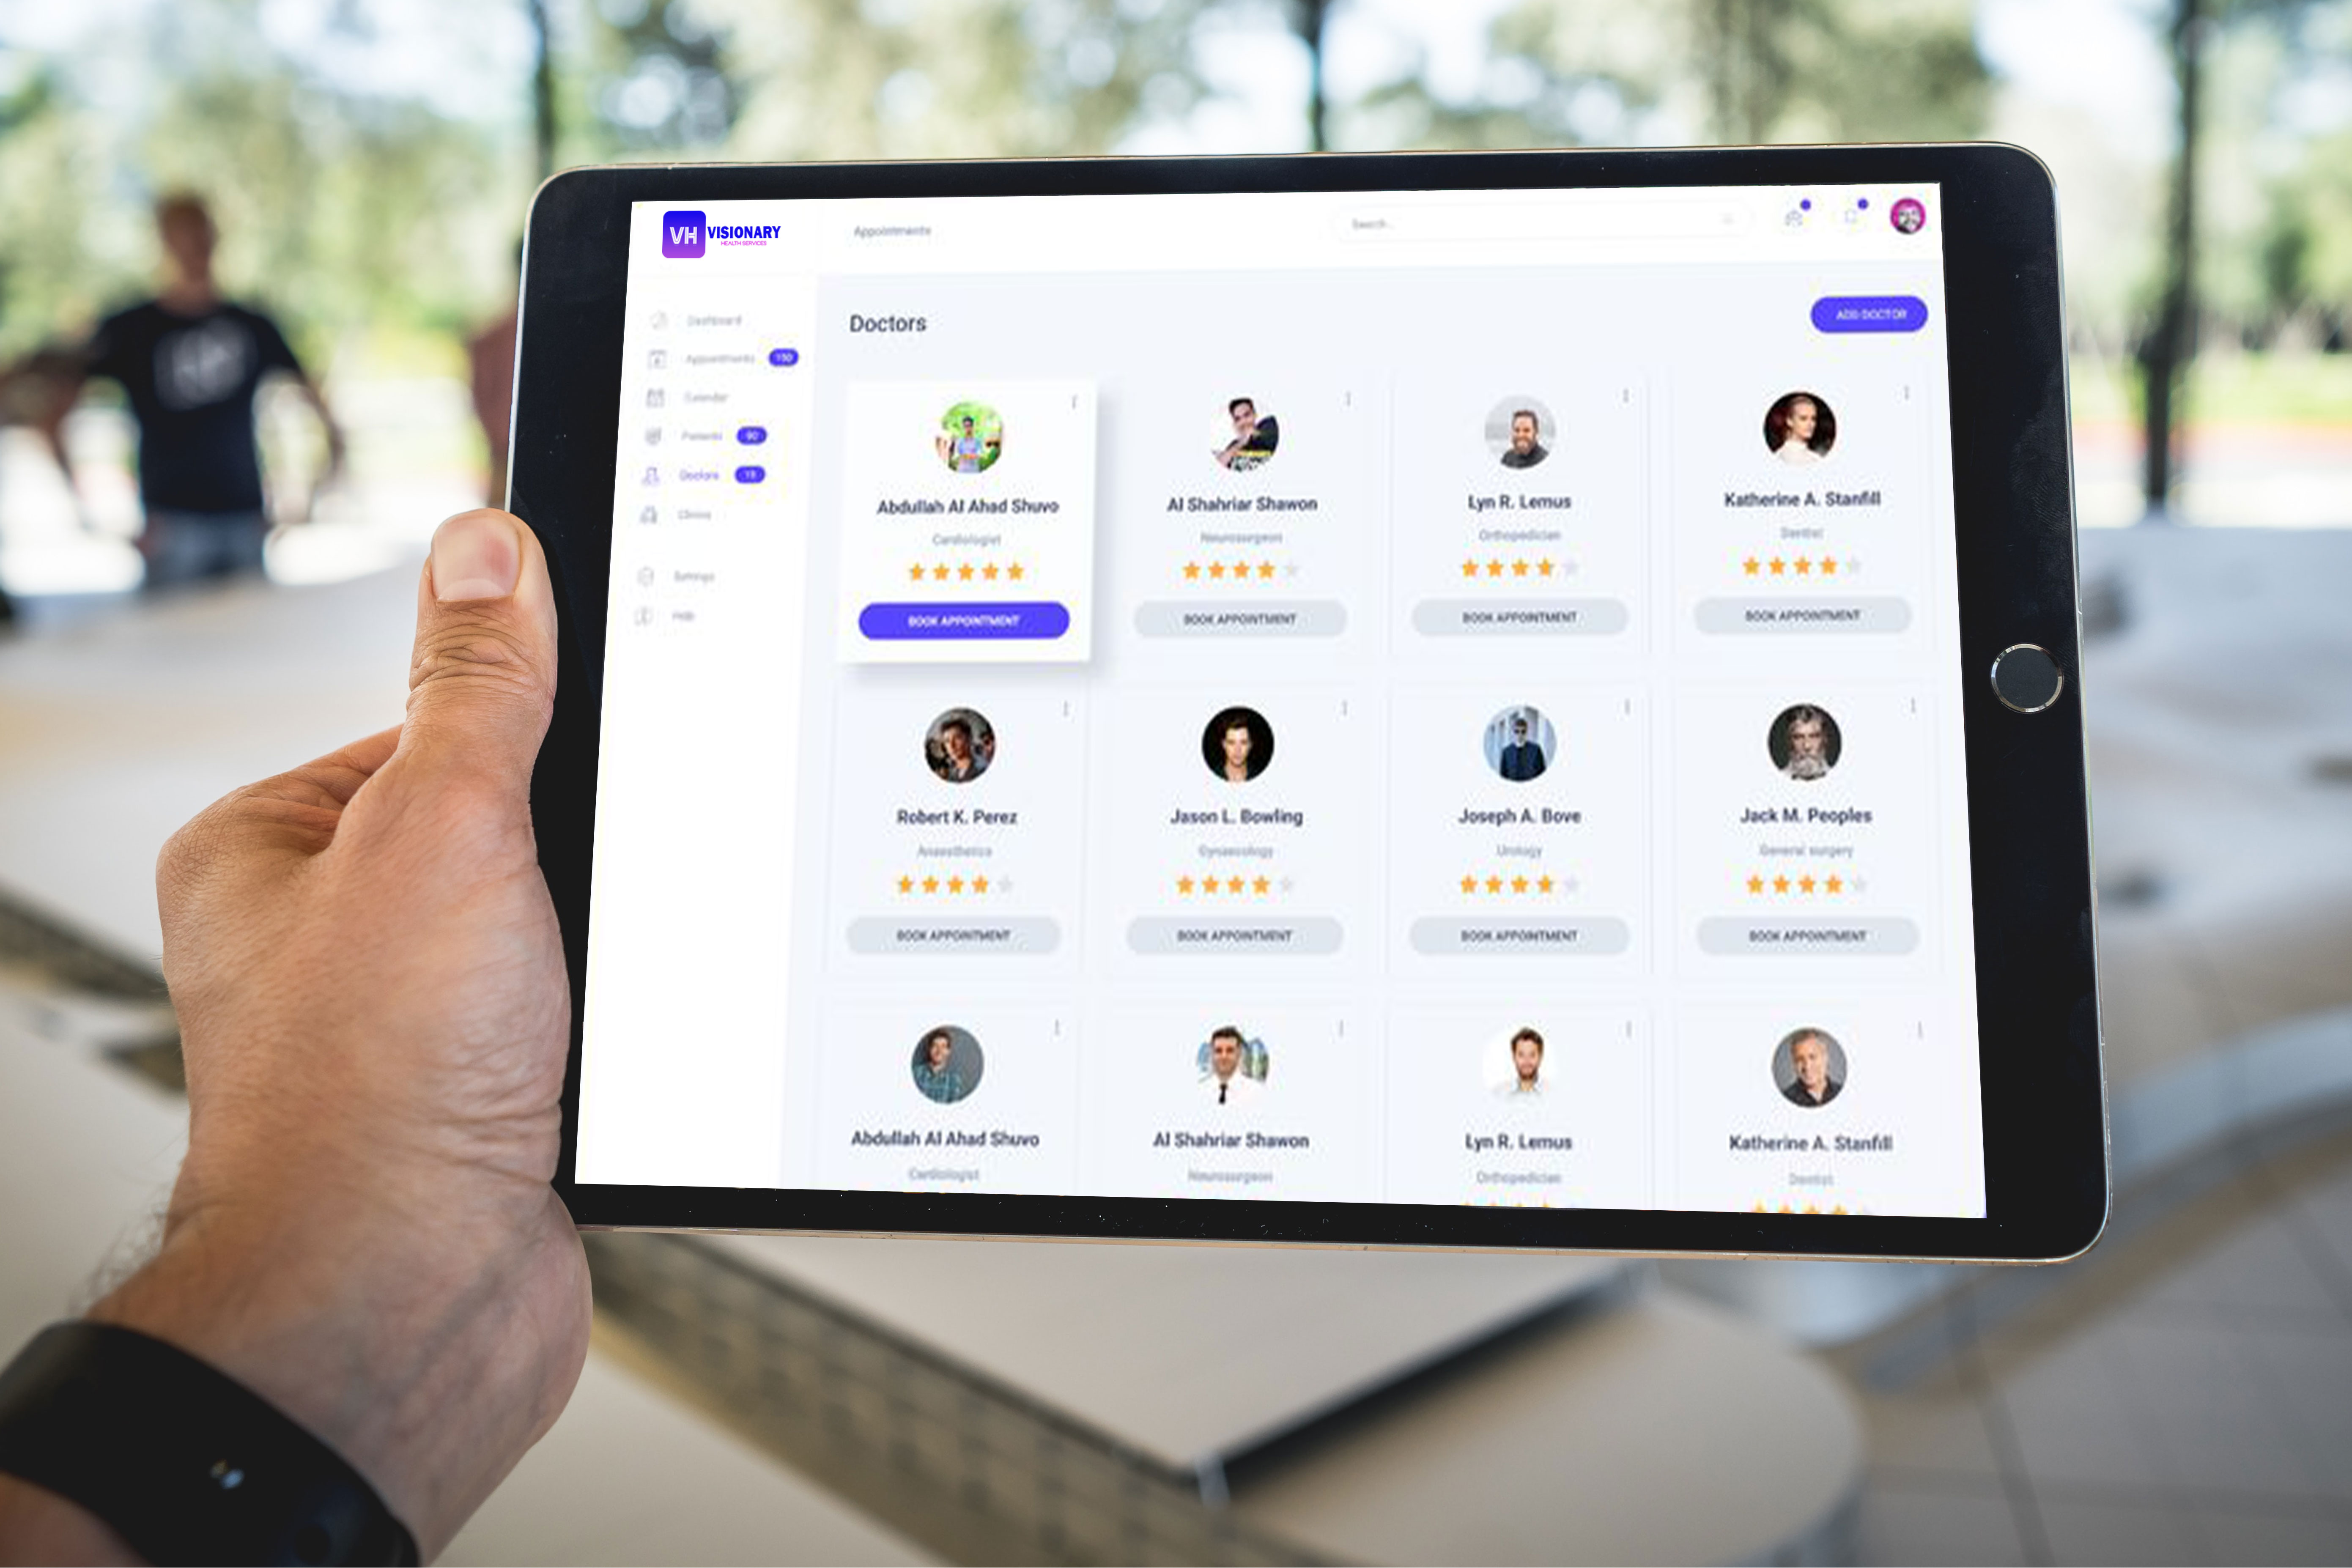 VH VISIONARY
HEALTH SERVICES
Appointments
Search..
Dashboard
Appointments 150
Calendar
Patients 90
Doctors
Clinics
Settings
Help
Doctors
ADD DOCTOR
Abdullah Al Ahad Shuvo
Cardiologist
BOOK APPOINTMENT
Al Shahriar Shawon
Neurosurgeon
BOOK APPOINTMENT
Lyn R. Lemus
Orthopedician
BOOK APPOINTMENT
Katherine A. Stanfill
Dentist
BOOK APPOINTMENT
Robert K. Perez
Anaesthetics
BOOK APPOINTMENT
Jason L. Bowling
Gynaecology
BOOK APPOINTMENT
Joseph A. Bove
Urology
BOOK APPOINTMENT
Jack M. Peoples
General surgery
BOOK APPOINTMENT
Abdullah Al Ahad Shuvo
Cardiologist
Al Shahriar Shawon
Neurosurgeon
Lyn R. Lemus
Orthopedician
Katherine A. Stanfill
Dentist